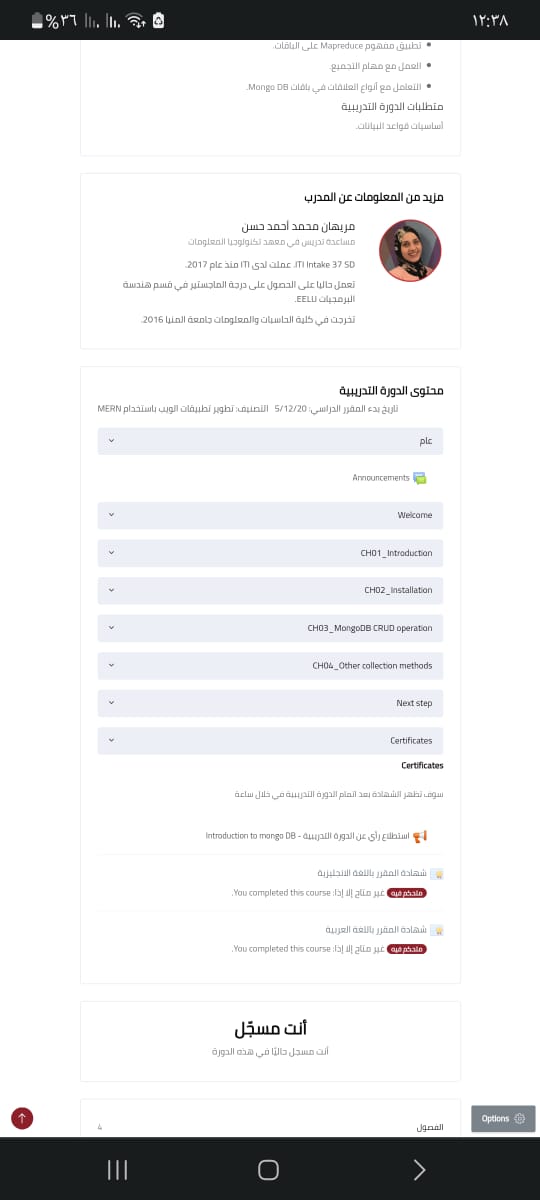 ١٢:٣٨
%٣٦
تطبيق مفهوم Mapreduce على الباقات.
العمل مع مهام التجميع.
التعامل مع أنواع العلاقات في باقات Mongo DB.
متطلبات الدورة التدريبية
أساسيات قواعد البيانات.
مزيد من المعلومات عن المدرب
مريهان محمد أحمد حسن
مساعدة تدريس في معهد تكنولوجيا المعلومات
ITI Intake 37 SD. عملت لدى ITI منذ عام 2017.
تعمل حاليا على الحصول على درجة الماجستير في قسم هندسة
البرمجيات EELU.
تخرجت في كلية الحاسبات والمعلومات جامعة المنيا 2016.
محتوى الدورة التدريبية
تاريخ بدء المقرر الدراسي: 5/12/20 التصنيف: تطوير تطبيقات الويب باستخدام MERN
عام
Announcements
Welcome
CH01_Introduction
CH02_Installation
CH03_MongoDB CRUD operation
CH04_Other collection methods
Next step
Certificates
Certificates
سوف تظهر الشهادة بعد اتمام الدورة التدريبية في خلال ساعة
استطلاع رأي عن الدورة التدريبية - Introduction to mongo DB
شهادة المقرر باللغة الانجليزية
متحكم فيه غير متاح إلا إذا: You completed this course.
شهادة المقرر باللغة العربية
متحكم فيه غير متاح إلا إذا: You completed this course.
أنت مسجّل
أنت مسجل حاليًا في هذه الدورة
Options
الفصول 4